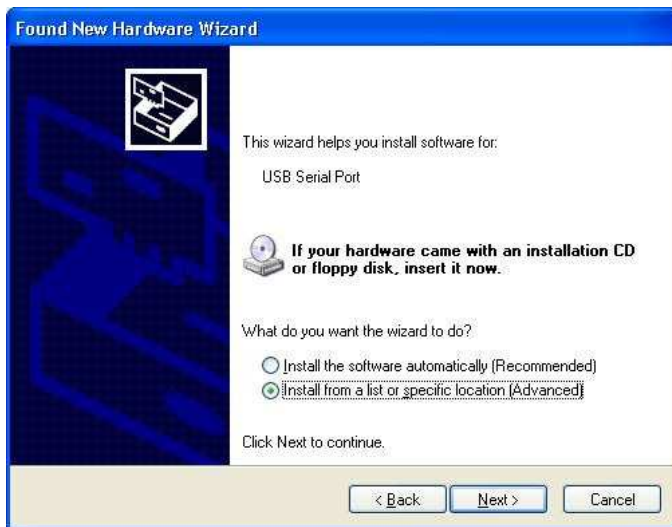 Found New Hardware Wizard
This wizard helps you install software for:
USB Serial Port
If your hardware came with an installation CD
or floppy disk, insert it now.
What do you want the wizard to do?
Install the software automatically (Recommended)
Install from a list or specific location (Advanced)
Click Next to continue.
< Back Next > Cancel